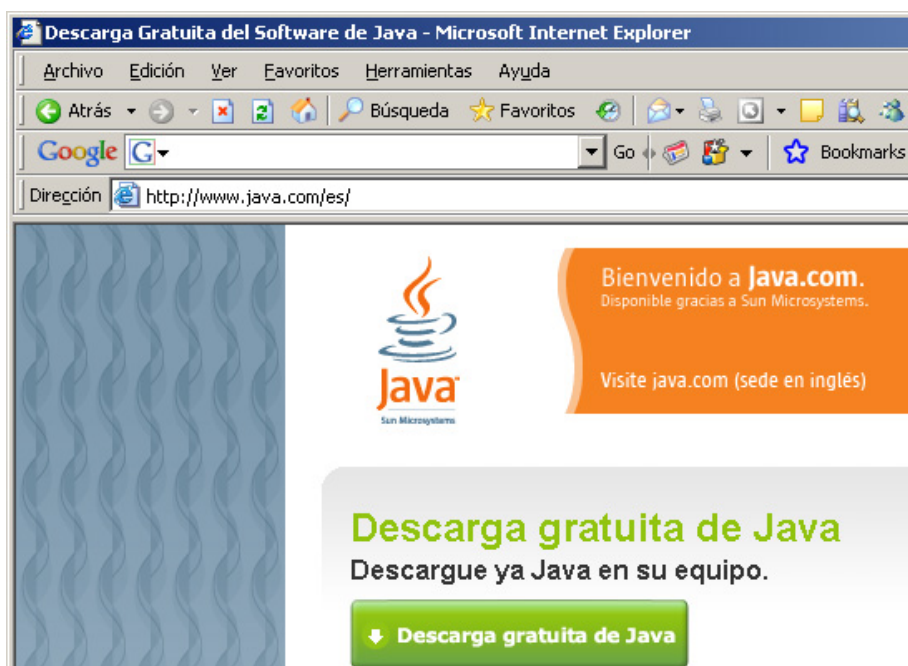 Descarga Gratuita del Software de Java - Microsoft Internet Explorer
Archivo Edición Ver Favoritos Herramientas Ayuda
Atrás Búsqueda Favoritos
Google G Go Bookmarks
Dirección http://www.java.com/es/
Bienvenido a Java.com.
Disponible gracias a Sun Microsystems.
Visite java.com (sede en inglés)
Java
Sun Microsystems
Descarga gratuita de Java
Descargue ya Java en su equipo.
Descarga gratuita de Java